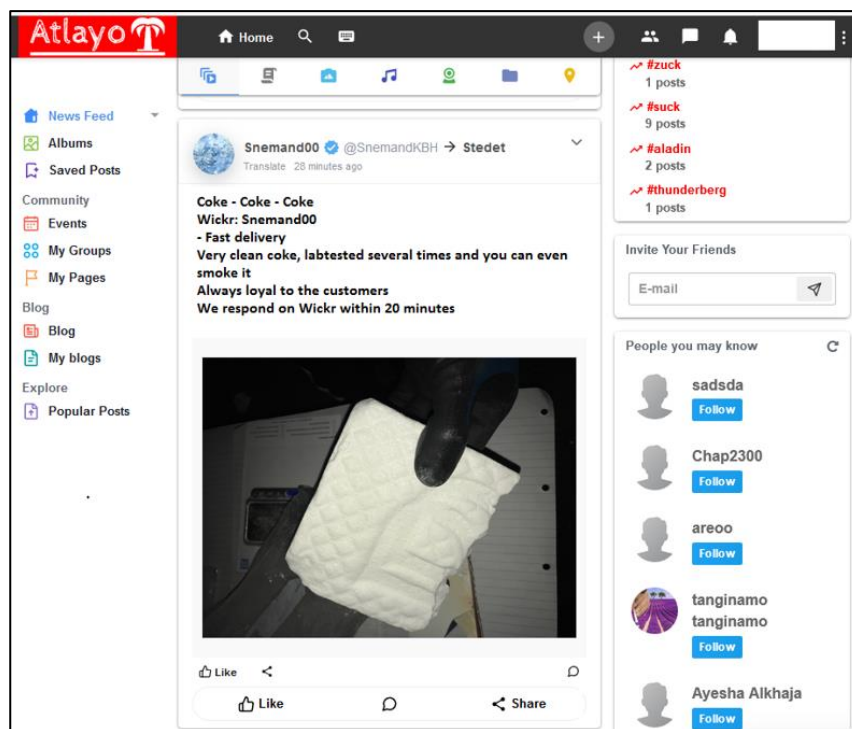 Atlayo
Home
News Feed
Albums
Saved Posts
Community
Events
My Groups
My Pages
Blog
Blog
My blogs
Explore
Popular Posts
Snemand00 @SnemandKBH → Stedet
Translate 28 minutes ago
Coke - Coke - Coke
Wickr: Snemand00
- Fast delivery
Very clean coke, labtested several times and you can even
smoke it
Always loyal to the customers
We respond on Wickr within 20 minutes
Like
Like
Share
#zuck
1 posts
#suck
9 posts
#aladin
2 posts
#thunderberg
1 posts
Invite Your Friends
E-mail
People you may know
sadsda
Follow
Chap2300
Follow
areoo
Follow
tanginamo
tanginamo
Follow
Ayesha Alkhaja
Follow